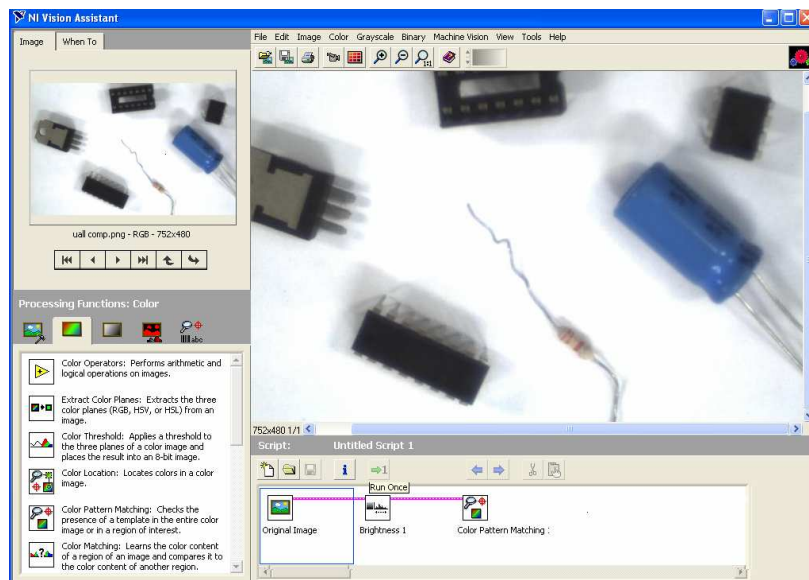 NI Vision Assistant
Image
When To
uall comp.png - RGB - 752x480
Processing Functions: Color
abc
Color Operators: Performs arithmetic and
logical operations on images.
Extract Color Planes: Extracts the three
color planes (RGB, HSV, or HSL) from an
image.
Color Threshold: Applies a threshold to
the three planes of a color image and
places the result into an 8-bit image.
Color Location: Locates colors in a color
image.
Color Pattern Matching: Checks the
presence of a template in the entire color
image or in a region of interest.
Color Matching: Learns the color content
of a region of an image and compares it to
the color content of another region.
File Edit Image Color Grayscale Binary Machine Vision View Tools Help
1:1
752x480 1/1
Script: Untitled Script 1
1
Run Once
Original Image
Brightness 1
Color Pattern Matching